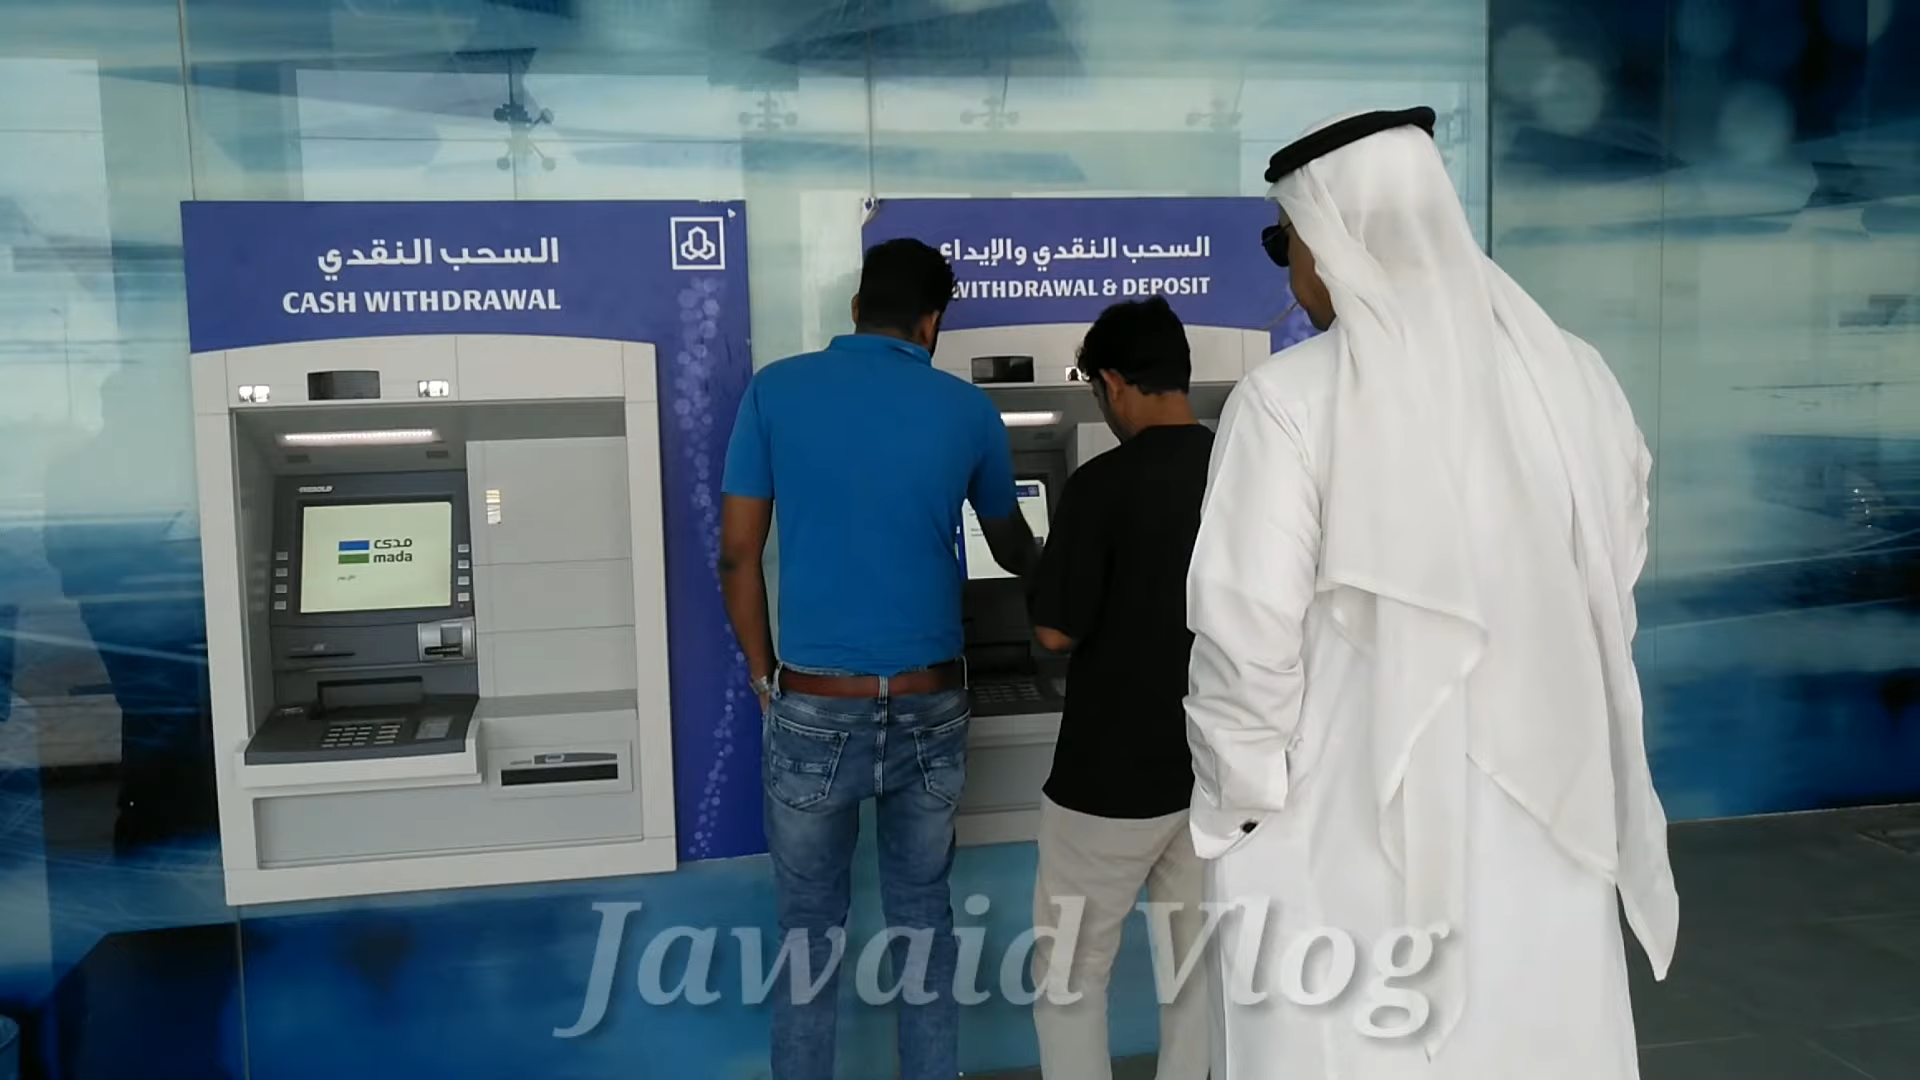 السحب النقدي
CASH WITHDRAWAL
السحب النقدي والإيداع
WITHDRAWAL & DEPOSIT
مدى
mada
Jawaid Vlog